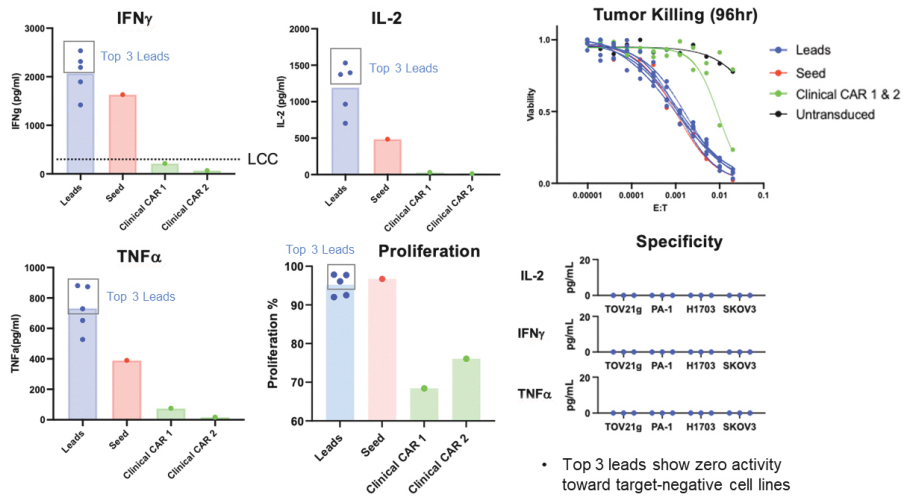 IFNγ
3000
2000
1000
0
IFNg (pg/ml)
Top 3 Leads
LCC
Leads
Seed
Clinical CAR 1
Clinical CAR 2
IL-2
2000
1500
1000
500
0
IL-2 (pg/ml)
Top 3 Leads
Leads
Seed
Clinical CAR 1
Clinical CAR 2
Tumor Killing (96hr)
1.0
0.5
0.0
Viability
0.00001
0.0001
0.001
0.01
0.1
E:T
Leads
Seed
Clinical CAR 1 & 2
Untransduced
TNFα
1000
800
600
400
200
0
TNFa(pg/ml)
Top 3 Leads
Leads
Seed
Clinical CAR 1
Clinical CAR 2
Proliferation
Top 3 Leads
100
90
80
70
60
Proliferation %
Leads
Seed
Clinical CAR 1
Clinical CAR 2
Specificity
IL-2
pg/mL
20
0
TOV21g PA-1 H1703 SKOV3
IFNγ
pg/mL
20
0
TOV21g PA-1 H1703 SKOV3
TNFα
pg/mL
20
0
TOV21g PA-1 H1703 SKOV3
• Top 3 leads show zero activity
toward target-negative cell lines